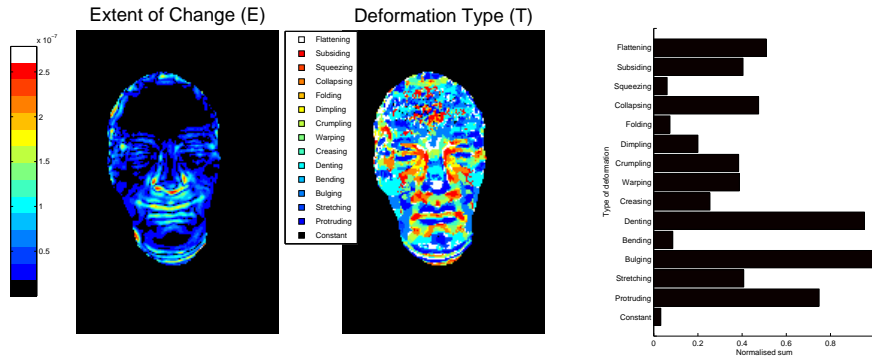 Extent of Change (E)
x 10⁻⁷
2.5
2
1.5
1
0.5
Deformation Type (T)
Flattening
Subsiding
Squeezing
Collapsing
Folding
Dimpling
Crumpling
Warping
Creasing
Denting
Bending
Bulging
Stretching
Protruding
Constant
Type of deformation
Flattening
Subsiding
Squeezing
Collapsing
Folding
Dimpling
Crumpling
Warping
Creasing
Denting
Bending
Bulging
Stretching
Protruding
Constant
0 0.2 0.4 0.6 0.8
Normalised sum